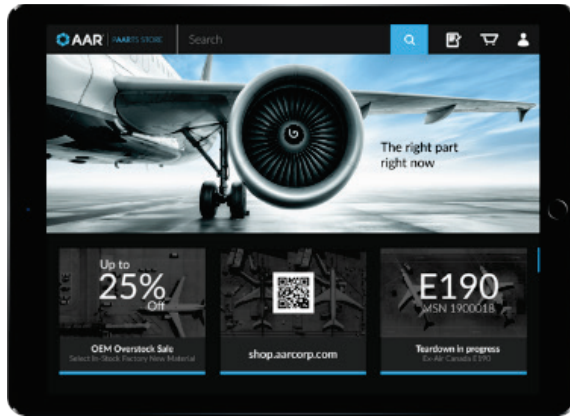 AAR
PAARTS STORE
Search
The right part
right now
Up to
25%
Off
OEM Overstock Sale
Select In-Stock Factory New Material
shop.aarcorp.com
E190
MSN 1900018
Teardown in progress
Ex-Air Canada E190